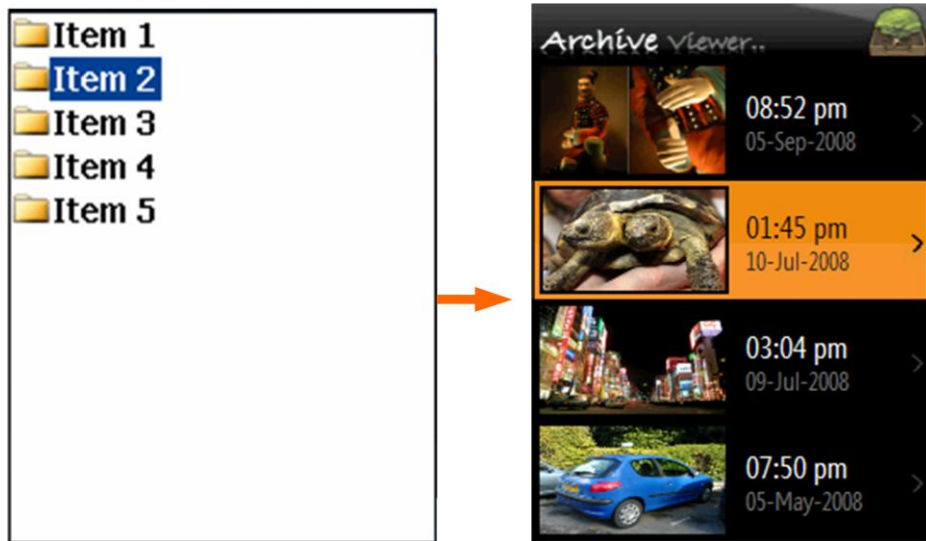 Item 1
Item 2
Item 3
Item 4
Item 5
Archive viewer..
08:52 pm
05-Sep-2008
01:45 pm
10-Jul-2008
03:04 pm
09-Jul-2008
07:50 pm
05-May-2008